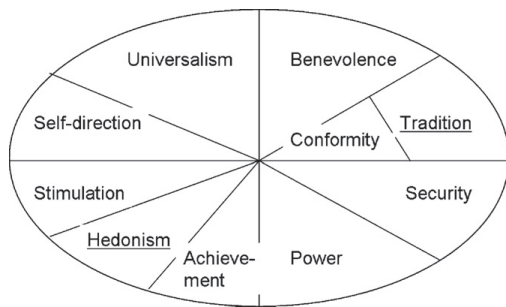 Universalism
Benevolence
Self-direction
Tradition
Conformity
Stimulation
Security
Hedonism
Achieve-
ment
Power